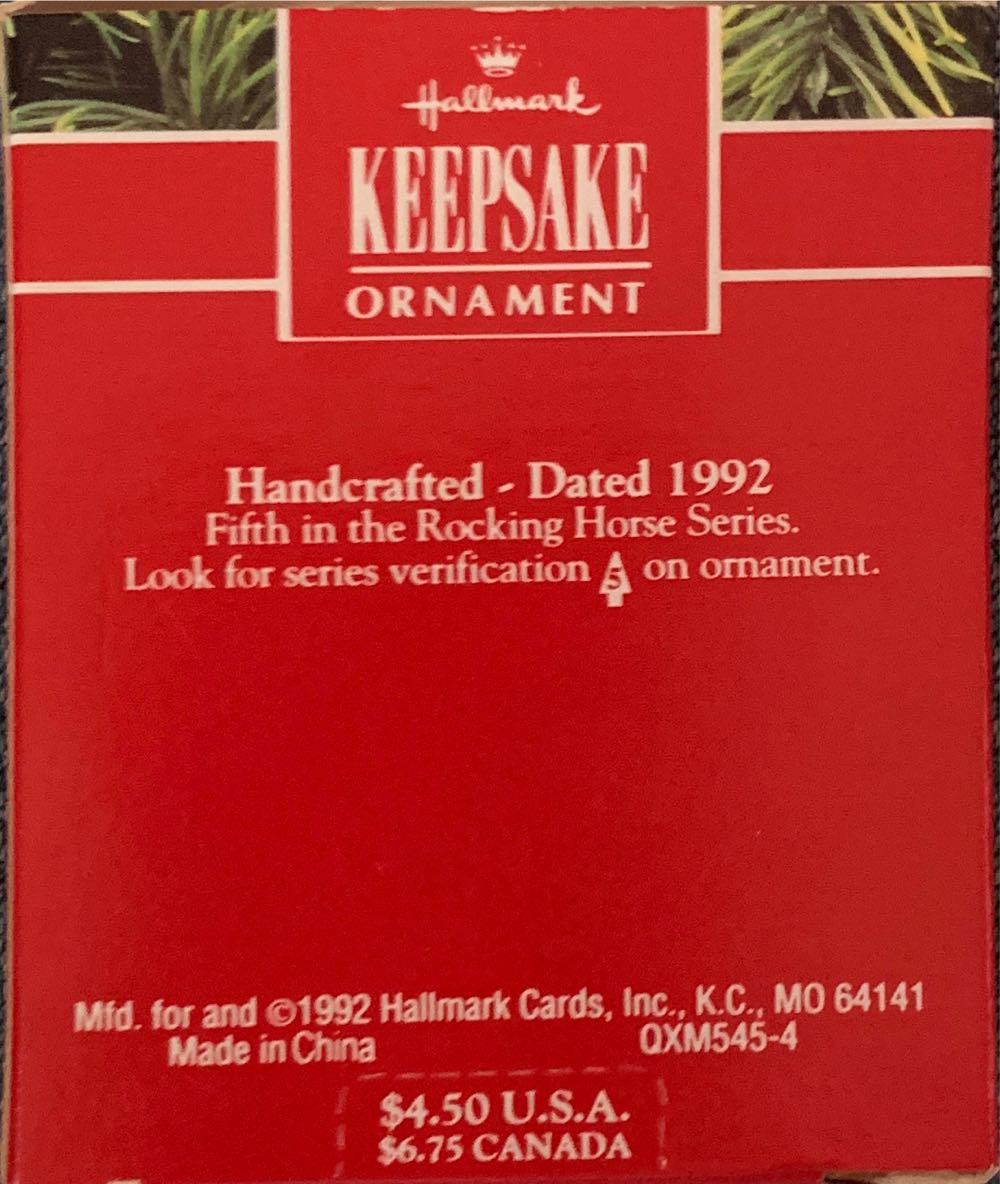 Hallmark
KEEPSAKE
ORNAMENT
Handcrafted - Dated 1992
Fifth in the Rocking Horse Series.
Look for series verification 5 on ornament.
Mfd. for and ©1992 Hallmark Cards, Inc., K.C., MO 64141
Made in China QXM545-4
$4.50 U.S.A.
$6.75 CANADA